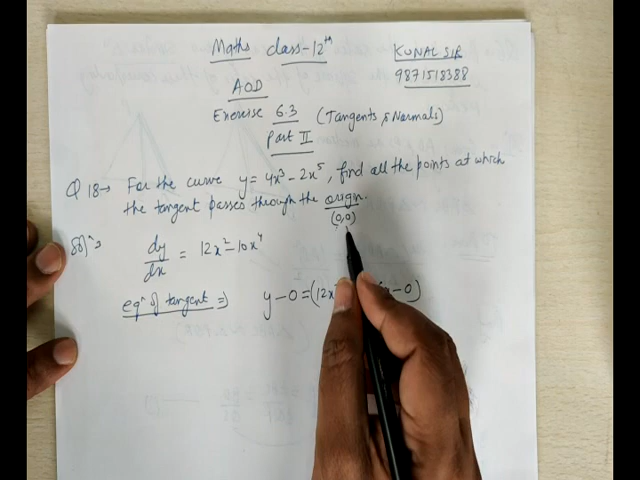 Maths class-12th
KUNAL SIR
9871518388
AOD
Exercise 6.3 (Tangents & Normals)
Part II
Q 18→ For the curve y = 4x³ - 2x⁵, find all the points at which
the tangent passes through the origin.
(0,0)
Solⁿ:
dy/dx = 12x² - 10x⁴
eqⁿ of tangent ⇒ y - 0 = (12x - 0)